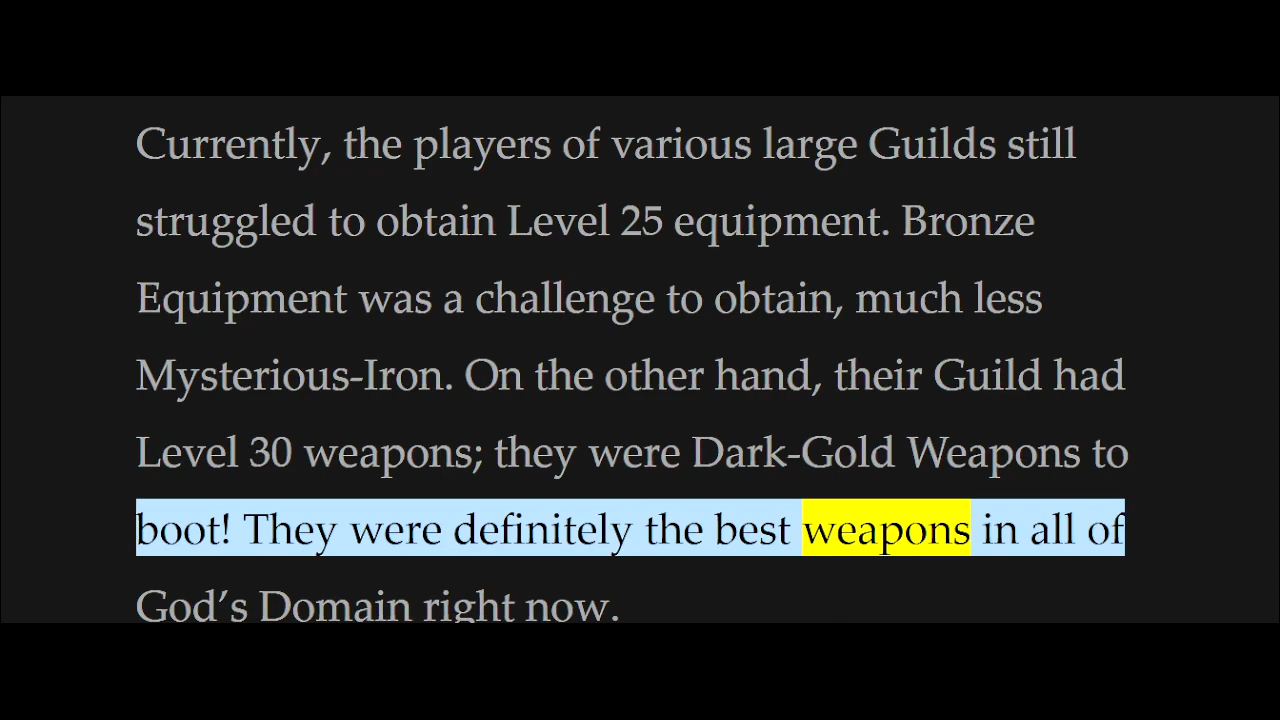 Currently, the players of various large Guilds still
struggled to obtain Level 25 equipment. Bronze
Equipment was a challenge to obtain, much less
Mysterious-Iron. On the other hand, their Guild had
Level 30 weapons; they were Dark-Gold Weapons to
boot! They were definitely the best weapons in all of
God’s Domain right now.